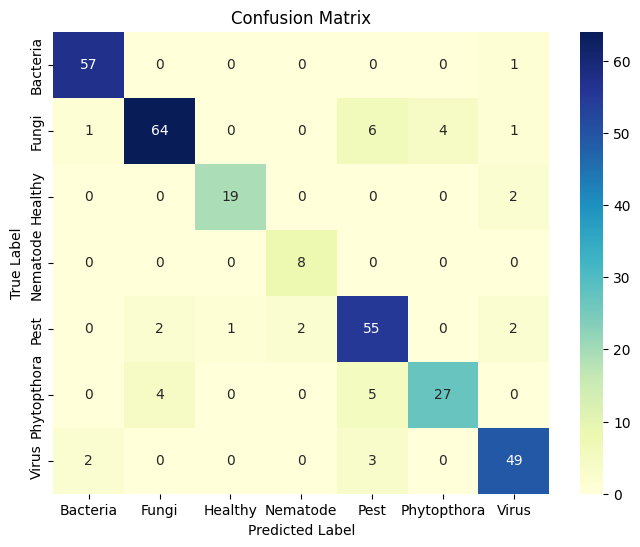 Confusion Matrix
True Label
Bacteria 57 0 0 0 0 0 1
Fungi 1 64 0 0 6 4 1
Healthy 0 0 19 0 0 0 2
Nematode 0 0 0 8 0 0 0
Pest 0 2 1 2 55 0 2
Phytopthora 0 4 0 0 5 27 0
Virus 2 0 0 0 3 0 49
Bacteria Fungi Healthy Nematode Pest Phytopthora Virus
Predicted Label
60
50
40
30
20
10
0